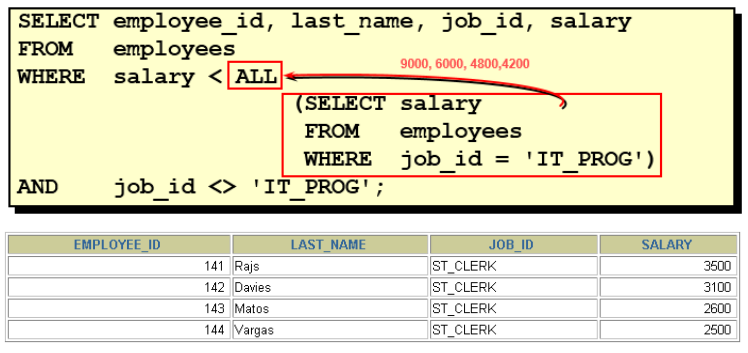 SELECT employee_id, last_name, job_id, salary
FROM employees
WHERE salary < ALL
9000, 6000, 4800,4200
(SELECT salary
FROM employees
WHERE job_id = 'IT_PROG')
AND job_id <> 'IT_PROG';
EMPLOYEE_ID LAST_NAME JOB_ID SALARY
141 Rajs ST_CLERK 3500
142 Davies ST_CLERK 3100
143 Matos ST_CLERK 2600
144 Vargas ST_CLERK 2500